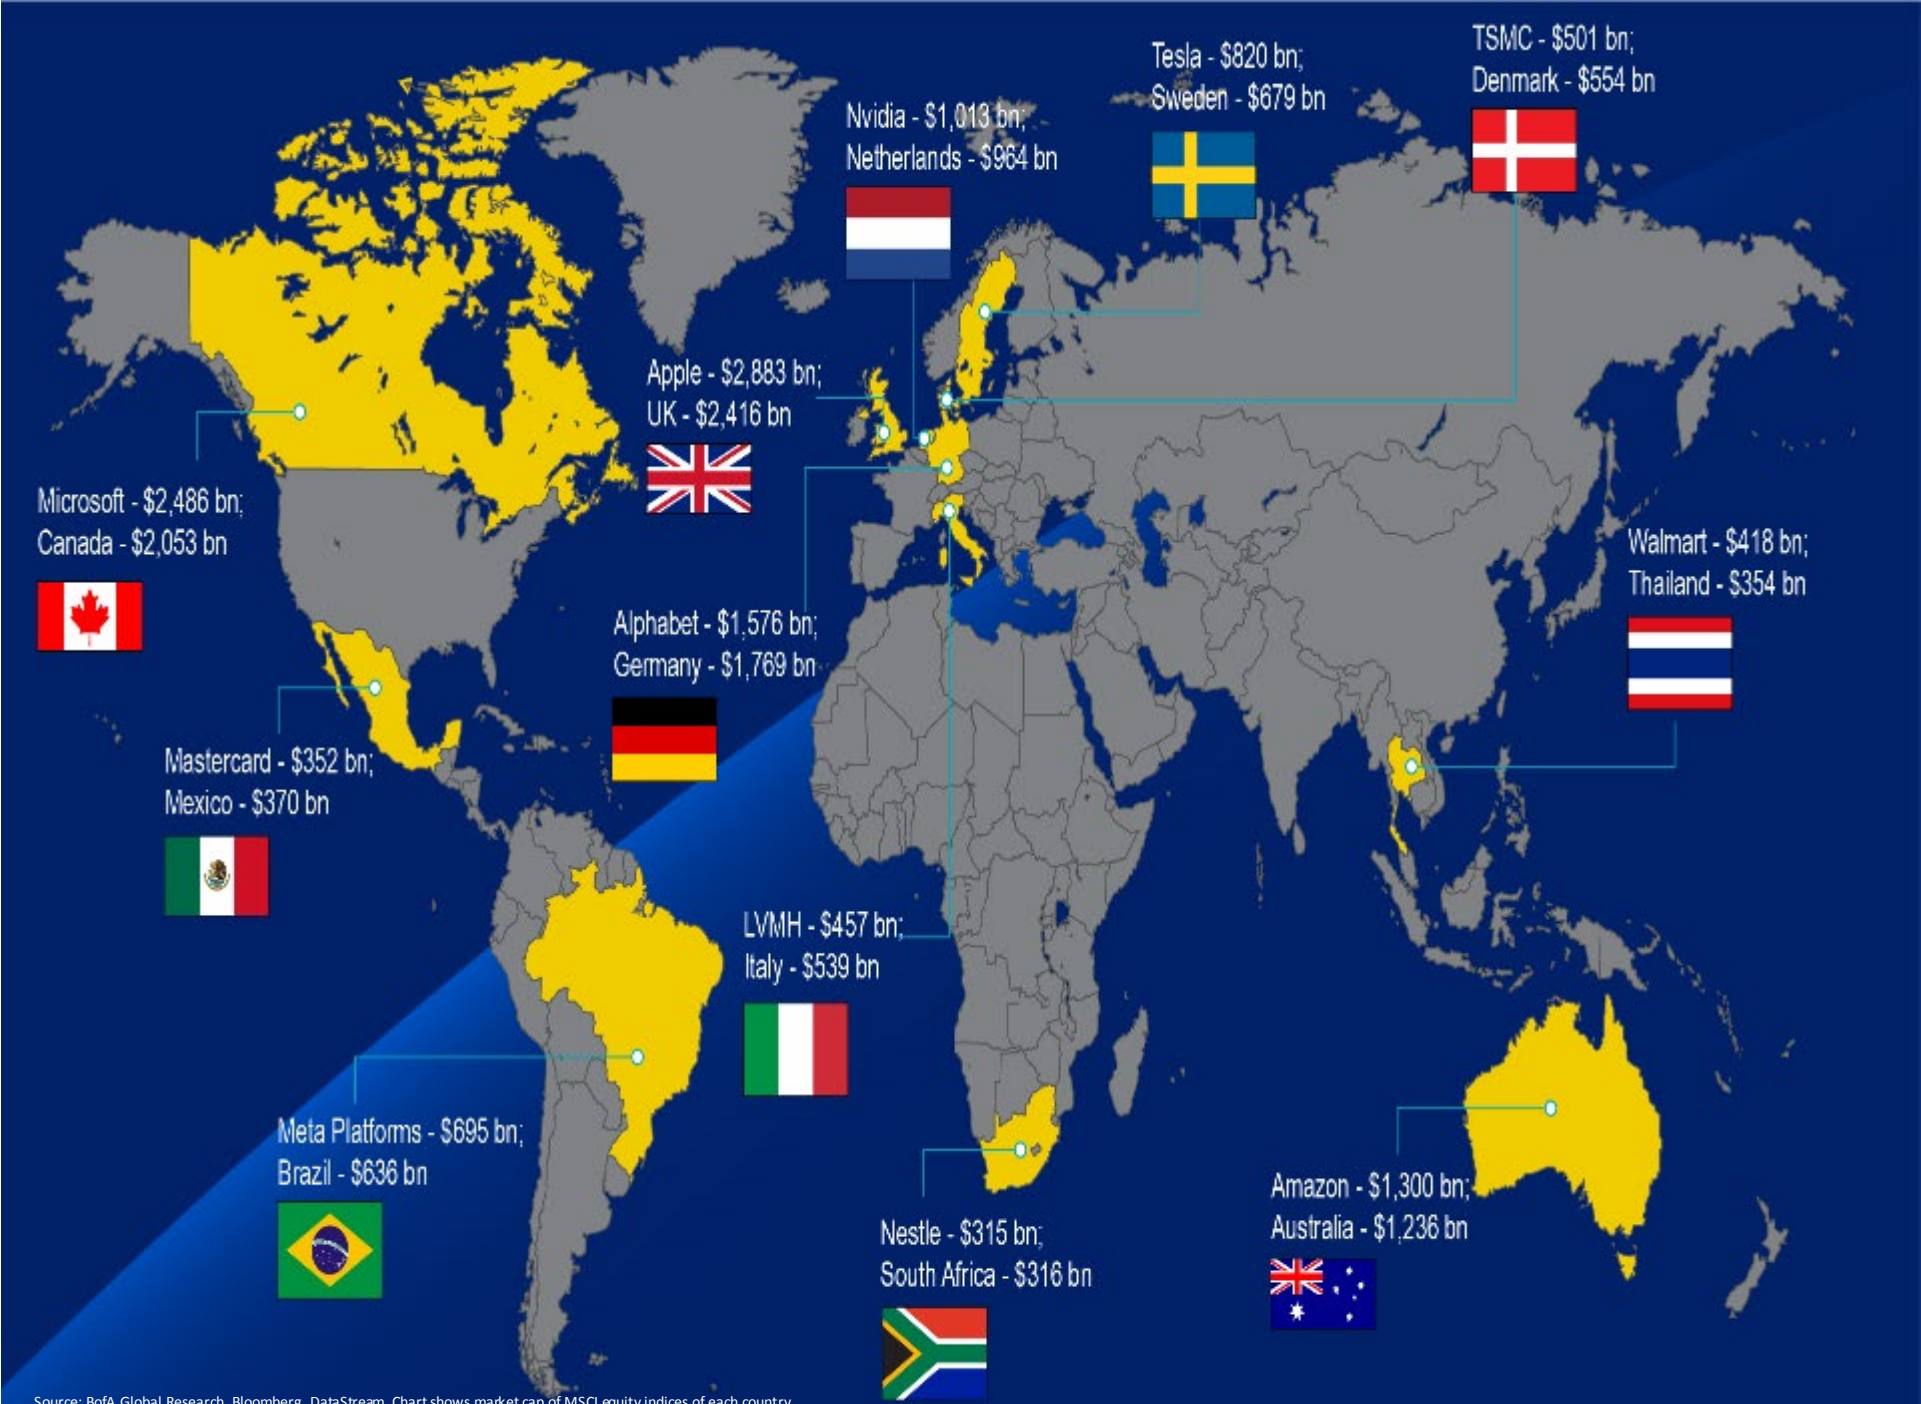 TSMC - $501 bn;
Denmark - $554 bn
Tesla - $820 bn;
Sweden - $679 bn
Nvidia - $1,013 bn;
Netherlands - $964 bn
Apple - $2,883 bn;
UK - $2,416 bn
Microsoft - $2,486 bn;
Canada - $2,053 bn
Walmart - $418 bn;
Thailand - $354 bn
Alphabet - $1,576 bn;
Germany - $1,769 bn
Mastercard - $352 bn;
Mexico - $370 bn
LVMH - $457 bn;
Italy - $539 bn
Meta Platforms - $695 bn;
Brazil - $636 bn
Amazon - $1,300 bn;
Australia - $1,236 bn
Nestle - $315 bn;
South Africa - $316 bn
Source: BofA Global Research, Bloomberg, DataStream. Chart shows market cap of MSCI equity indices of each country